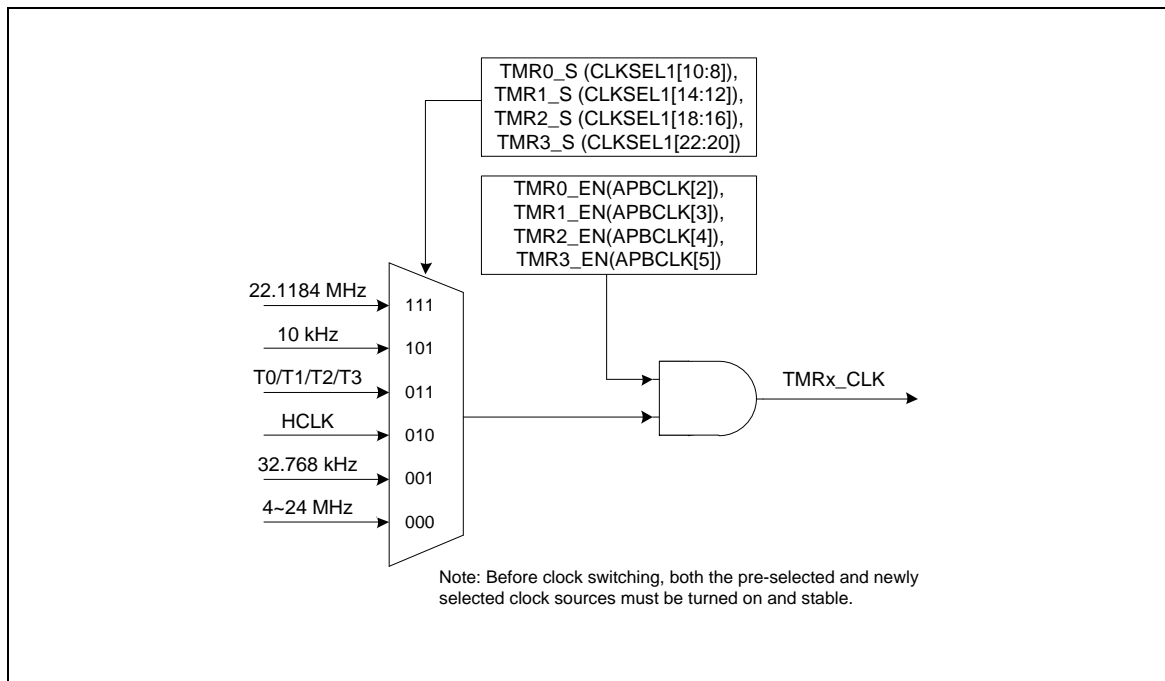 TMR0_S (CLKSEL1[10:8]),
TMR1_S (CLKSEL1[14:12]),
TMR2_S (CLKSEL1[18:16]),
TMR3_S (CLKSEL1[22:20])
TMR0_EN(APBCLK[2]),
TMR1_EN(APBCLK[3]),
TMR2_EN(APBCLK[4]),
TMR3_EN(APBCLK[5])
22.1184 MHz
111
10 kHz
101
T0/T1/T2/T3
011
HCLK
010
32.768 kHz
001
4~24 MHz
000
TMRx_CLK
Note: Before clock switching, both the pre-selected and newly
selected clock sources must be turned on and stable.